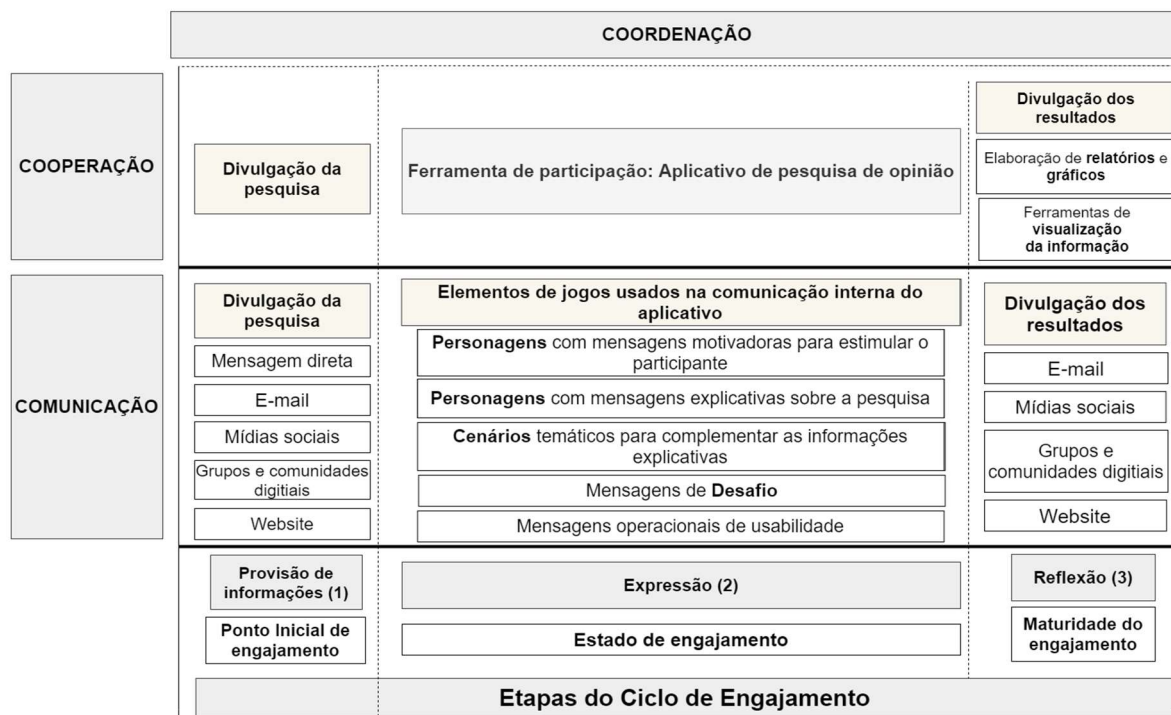 COORDENAÇÃO
COOPERAÇÃO
Divulgação da
pesquisa
Ferramenta de participação: Aplicativo de pesquisa de opinião
Divulgação dos
resultados
Elaboração de relatórios e
gráficos
Ferramentas de
visualização
da informação
COMUNICAÇÃO
Divulgação da
pesquisa
Mensagem direta
E-mail
Mídias sociais
Grupos e comunidades
digitiais
Website
Elementos de jogos usados na comunicação interna do
aplicativo
Personagens com mensagens motivadoras para estimular o
participante
Personagens com mensagens explicativas sobre a pesquisa
Cenários temáticos para complementar as informações
explicativas
Mensagens de Desafio
Mensagens operacionais de usabilidade
Divulgação dos
resultados
E-mail
Mídias sociais
Grupos e
comunidades digitiais
Website
Provisão de
informações (1)
Ponto Inicial de
engajamento
Expressão (2)
Estado de engajamento
Reflexão (3)
Maturidade do
engajamento
Etapas do Ciclo de Engajamento